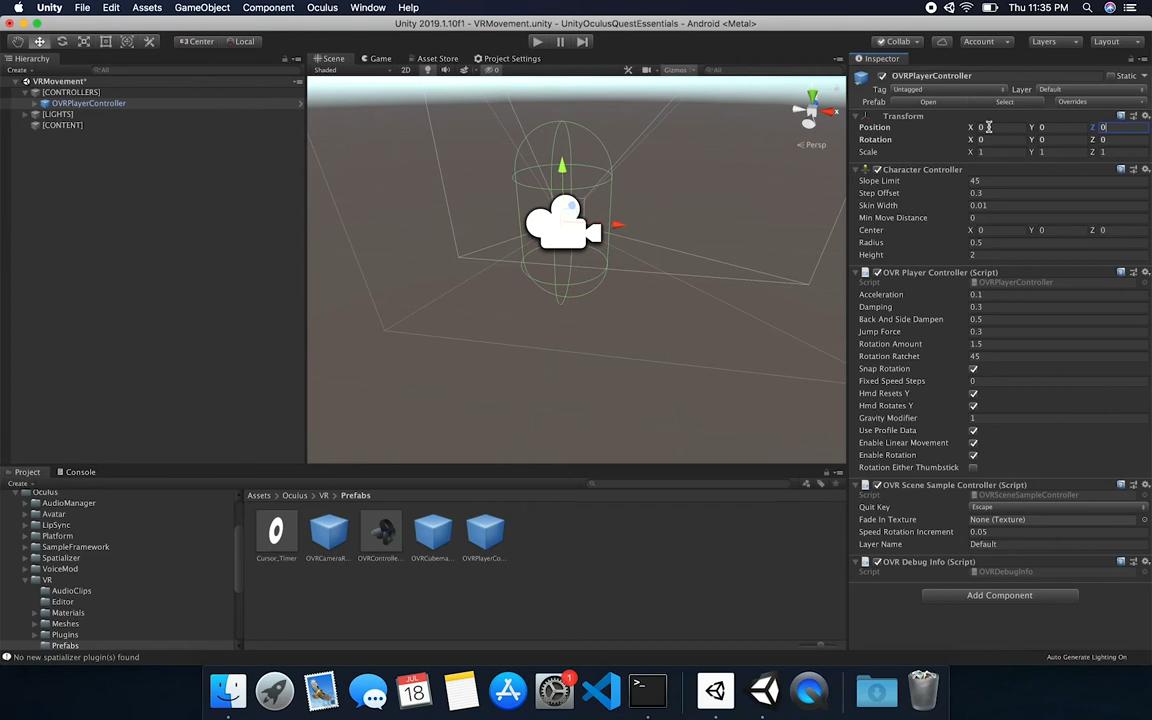 Unity File Edit Assets GameObject Component Oculus Window Help Thu 11:35 PM
Unity 2019.1.10f1 - VRMovement.unity - UnityOculusQuestEssentials - Android <Metal>
Center Local Collab Account Layers Layout
Hierarchy
Create All
VRMovement*
[CONTROLLERS]
OVRPlayerController
[LIGHTS]
[CONTENT]
Scene Game Asset Store Project Settings
Shaded 2D 0 Gizmos All
x
Persp
Inspector
OVRPlayerController Static
Tag Untagged Layer Default
Prefab Open Select Overrides
Transform
Position X 0 Y 0 Z 0
Rotation X 0 Y 0 Z 0
Scale X 1 Y 1 Z 1
Character Controller
Slope Limit 45
Step Offset 0.3
Skin Width 0.01
Min Move Distance 0
Center X 0 Y 0 Z 0
Radius 0.5
Height 2
OVR Player Controller (Script)
Script OVRPlayerController
Acceleration 0.1
Damping 0.3
Back And Side Dampen 0.5
Jump Force 0.3
Rotation Amount 1.5
Rotation Ratchet 45
Snap Rotation
Fixed Speed Steps 0
Hmd Resets Y
Hmd Rotates Y
Gravity Modifier 1
Use Profile Data
Enable Linear Movement
Enable Rotation
Rotation Either Thumbstick
OVR Scene Sample Controller (Script)
Script OVRSceneSampleController
Quit Key Escape
Fade In Texture None (Texture)
Speed Rotation Increment 0.05
Layer Name Default
OVR Debug Info (Script)
Script OVRDebugInfo
Add Component
Project Console
Create
Oculus
AudioManager
Avatar
LipSync
Platform
SampleFramework
Spatializer
VoiceMod
VR
AudioClips
Editor
Materials
Meshes
Plugins
Prefabs
Assets Oculus VR Prefabs
Cursor_Timer OVRCameraR... OVRControlle... OVRCubema... OVRPlayerCo...
No new spatializer plugin(s) found
Auto Generate Lighting On
JUL
18
1